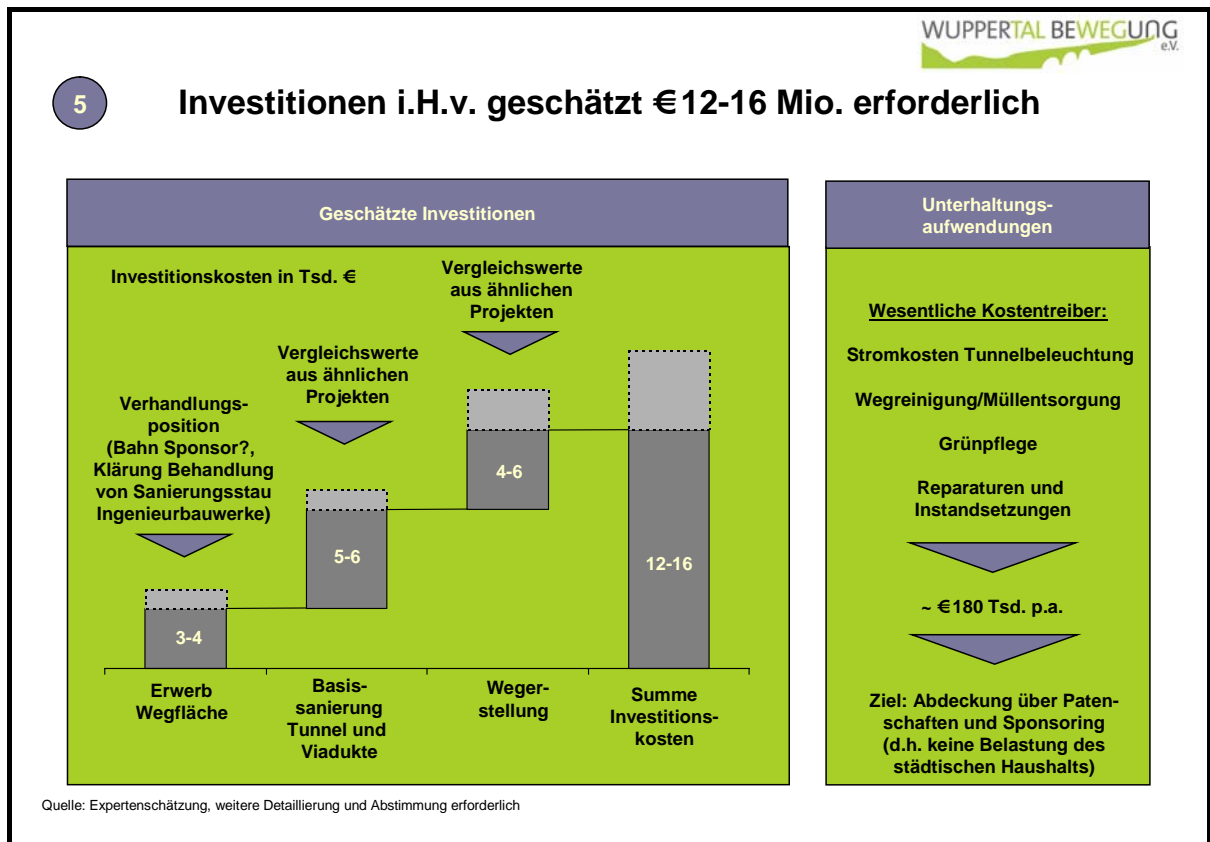 WUPPERTAL BEWEGUNG
e.V.
5
Investitionen i.H.v. geschätzt €12-16 Mio. erforderlich
Geschätzte Investitionen
Investitionskosten in Tsd. €
Verhandlungs-
position
(Bahn Sponsor?,
Klärung Behandlung
von Sanierungsstau
Ingenieurbauwerke)
Vergleichswerte
aus ähnlichen
Projekten
Vergleichswerte
aus ähnlichen
Projekten
3-4
5-6
4-6
12-16
Erwerb
Wegfläche
Basis-
sanierung
Tunnel und
Viadukte
Weger-
stellung
Summe
Investitions-
kosten
Unterhaltungs-
aufwendungen
Wesentliche Kostentreiber:
Stromkosten Tunnelbeleuchtung
Wegreinigung/Müllentsorgung
Grünpflege
Reparaturen und
Instandsetzungen
~ €180 Tsd. p.a.
Ziel: Abdeckung über Paten-
schaften und Sponsoring
(d.h. keine Belastung des
städtischen Haushalts)
Quelle: Expertenschätzung, weitere Detaillierung und Abstimmung erforderlich